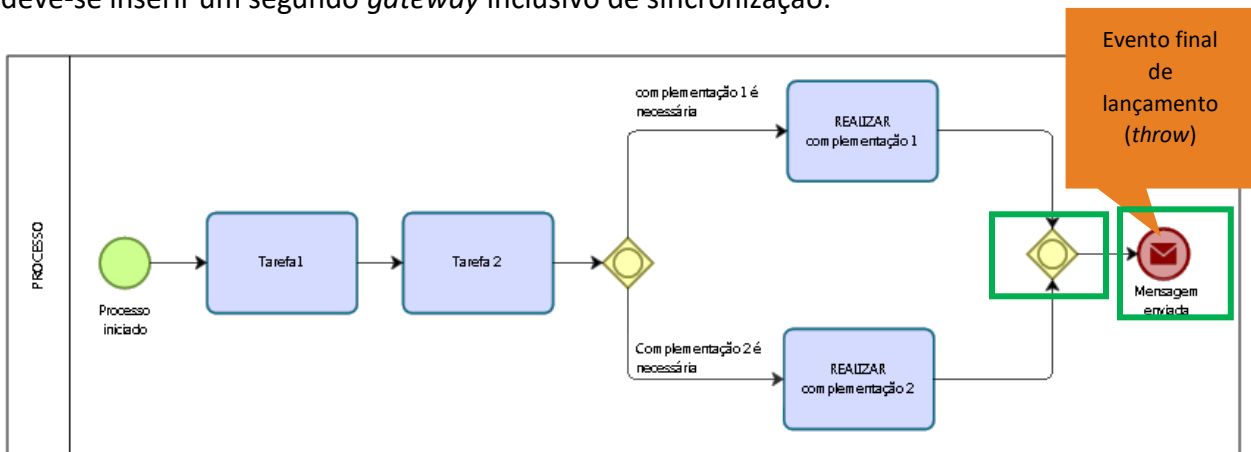 deve-se inserir um segundo gateway inclusivo de sincronização.
Evento final
de
lançamento
(throw)
complementação 1 é
necessária
REALIZAR
complementação 1
PROCESSO
Tarefa1
Tarefa 2
Processo
iniciado
Mensagem
enviada
Complementação 2 é
necessária
REALIZAR
complementação 2